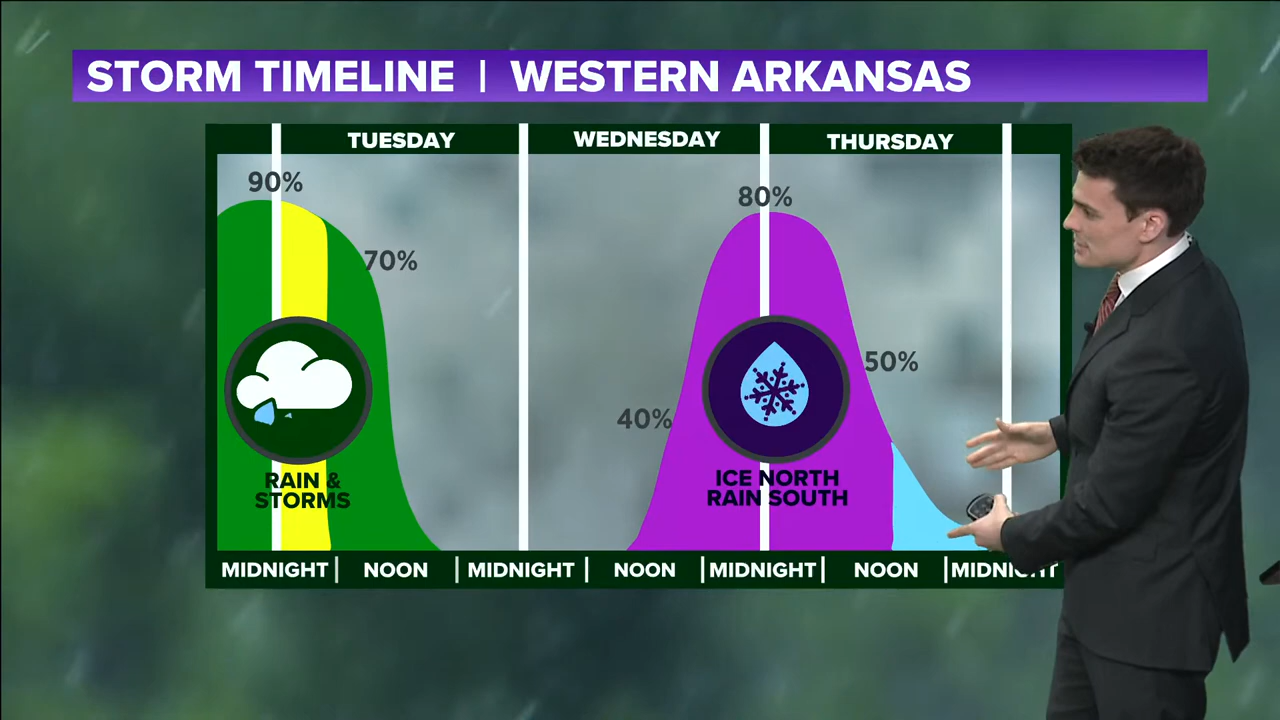 STORM TIMELINE | WESTERN ARKANSAS
TUESDAY
WEDNESDAY
THURSDAY
90%
80%
70%
50%
40%
RAIN &
STORMS
ICE NORTH
RAIN SOUTH
MIDNIGHT | NOON | MIDNIGHT | NOON | MIDNIGHT | NOON | MIDNIGHT